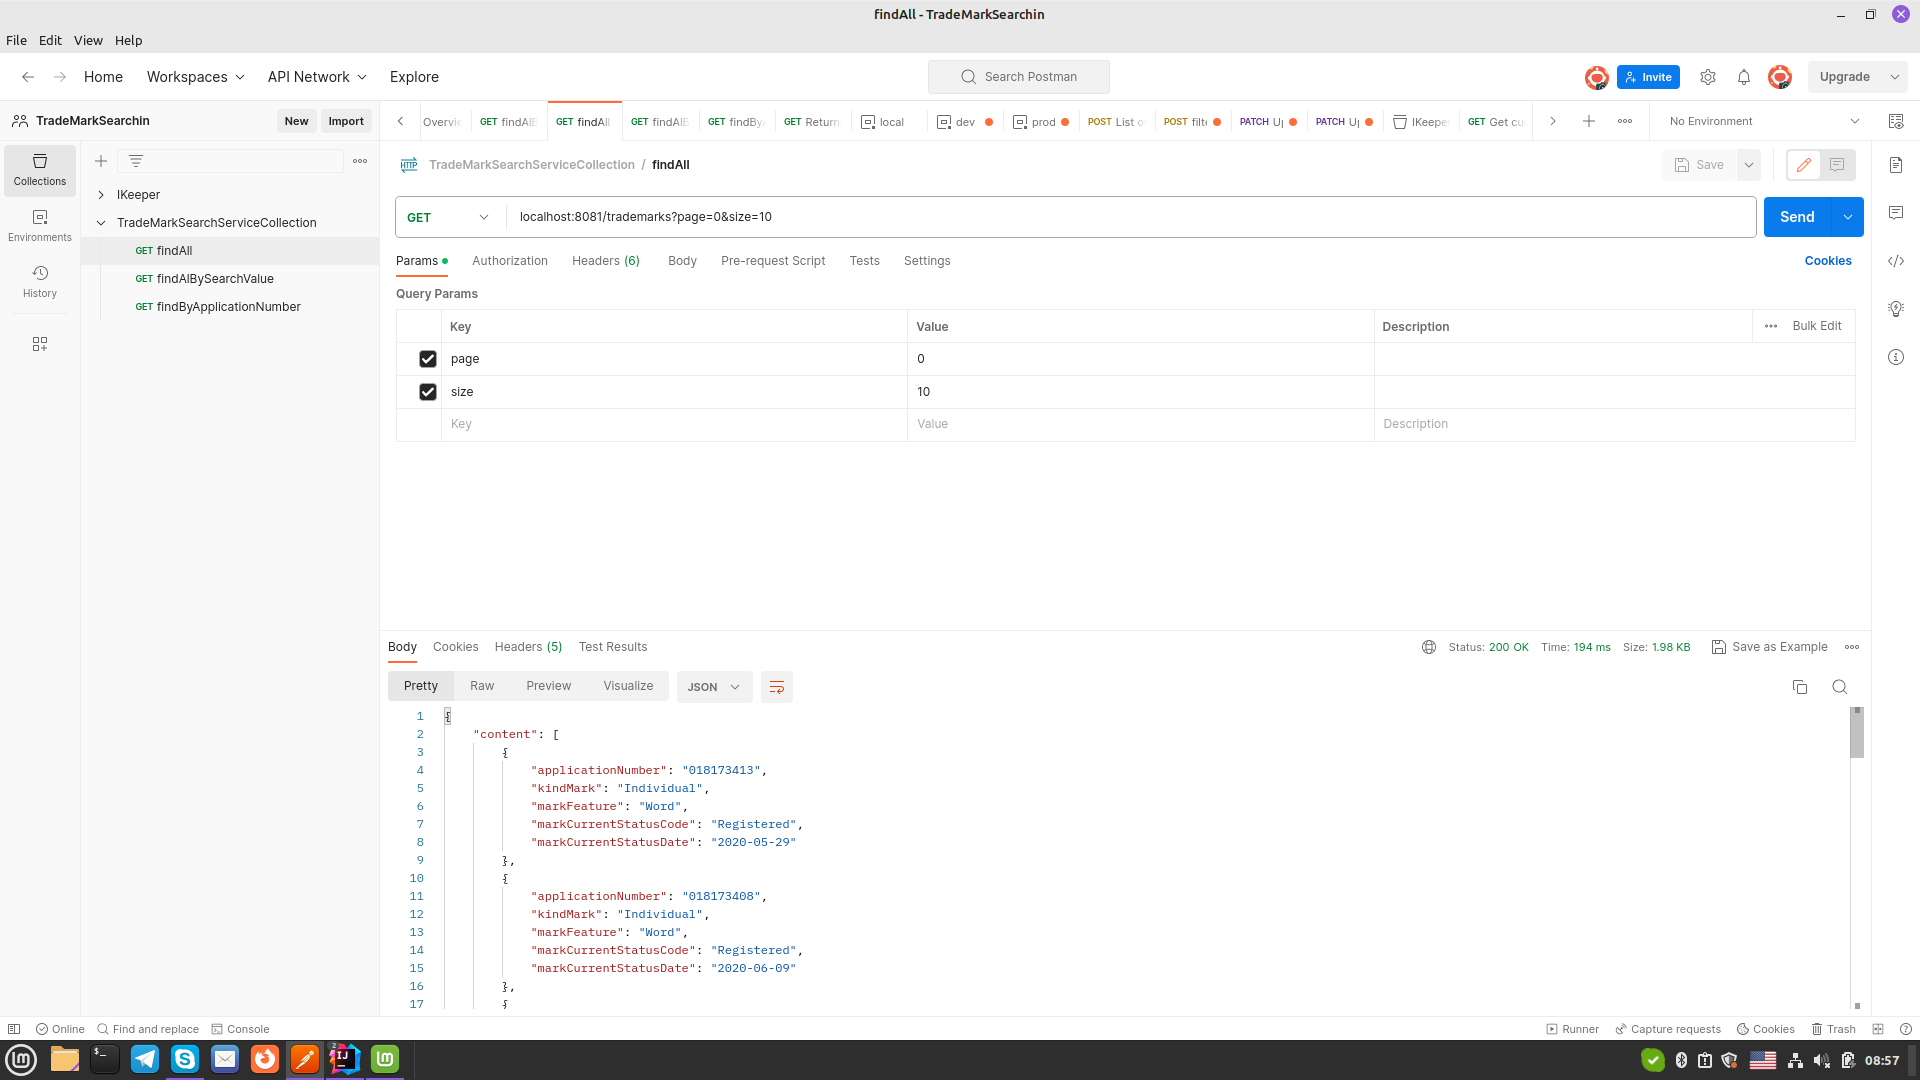 findAll - TradeMarkSearchin
File Edit View Help
Home Workspaces API Network Explore
Search Postman
Invite
Upgrade
TradeMarkSearchin
New Import
Overvie GET findAlB GET findAll GET findAlB GET findBy GET Return local dev prod POST List o POST filt PATCH U PATCH U IKeeper GET Get cu
No Environment
Collections
Environments
History
IKeeper
TradeMarkSearchServiceCollection
GET findAll
GET findAlBySearchValue
GET findByApplicationNumber
HTTP TradeMarkSearchServiceCollection / findAll
Save
GET localhost:8081/trademarks?page=0&size=10
Send
Params Authorization Headers (6) Body Pre-request Script Tests Settings
Cookies
Query Params
Key Value Description Bulk Edit
page 0
size 10
Key Value Description
Body Cookies Headers (5) Test Results
Status: 200 OK Time: 194 ms Size: 1.98 KB Save as Example
Pretty Raw Preview Visualize JSON
1 {
2 "content": [
3 {
4 "applicationNumber": "018173413",
5 "kindMark": "Individual",
6 "markFeature": "Word",
7 "markCurrentStatusCode": "Registered",
8 "markCurrentStatusDate": "2020-05-29"
9 },
10 {
11 "applicationNumber": "018173408",
12 "kindMark": "Individual",
13 "markFeature": "Word",
14 "markCurrentStatusCode": "Registered",
15 "markCurrentStatusDate": "2020-06-09"
16 },
17 {
Online Find and replace Console
Runner Capture requests Cookies Trash
2
IJ
08:57